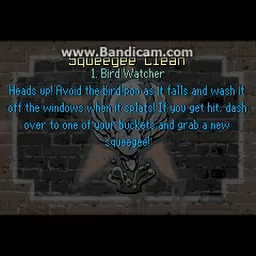 www.Bandicam.com
Squeegee Clean
1. Bird Watcher
Heads up! Avoid the bird poo as it falls and wash it
off the windows when it splats! If you get hit, dash
over to one of your buckets and grab a new
squeegee!